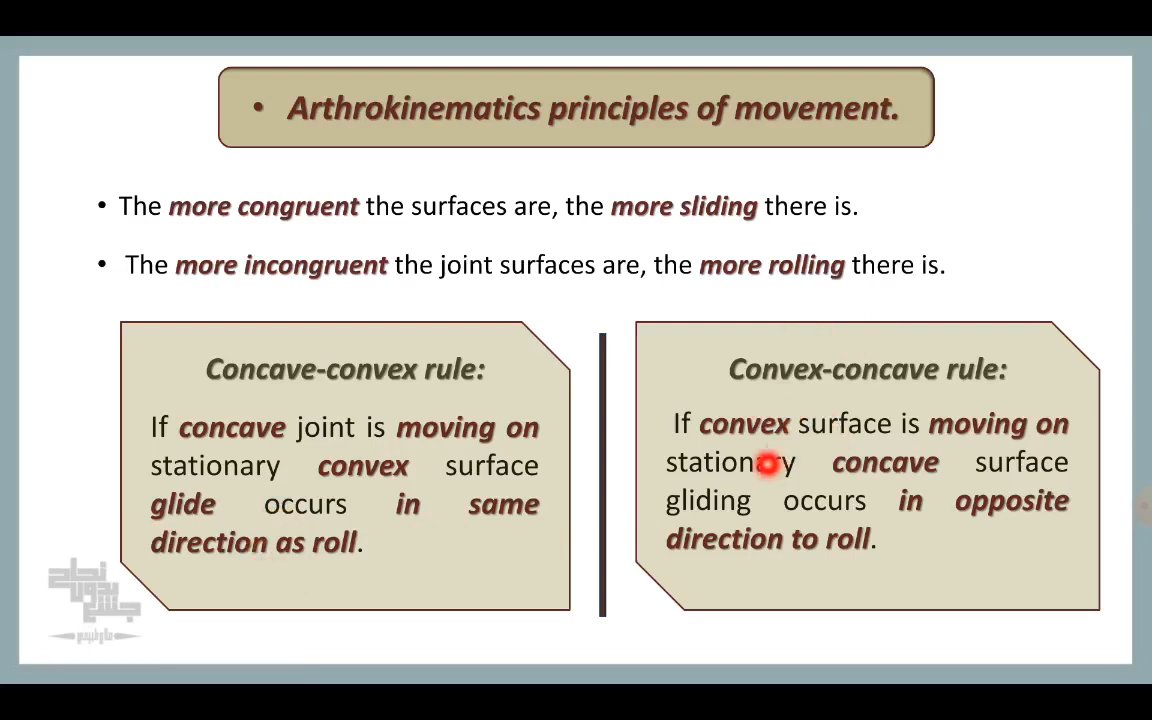 • Arthrokinematics principles of movement.
• The more congruent the surfaces are, the more sliding there is.
• The more incongruent the joint surfaces are, the more rolling there is.
Concave-convex rule:
If concave joint is moving on
stationary convex surface
glide occurs in same
direction as roll.
Convex-concave rule:
If convex surface is moving on
stationary concave surface
gliding occurs in opposite
direction to roll.
نجاح
بدون